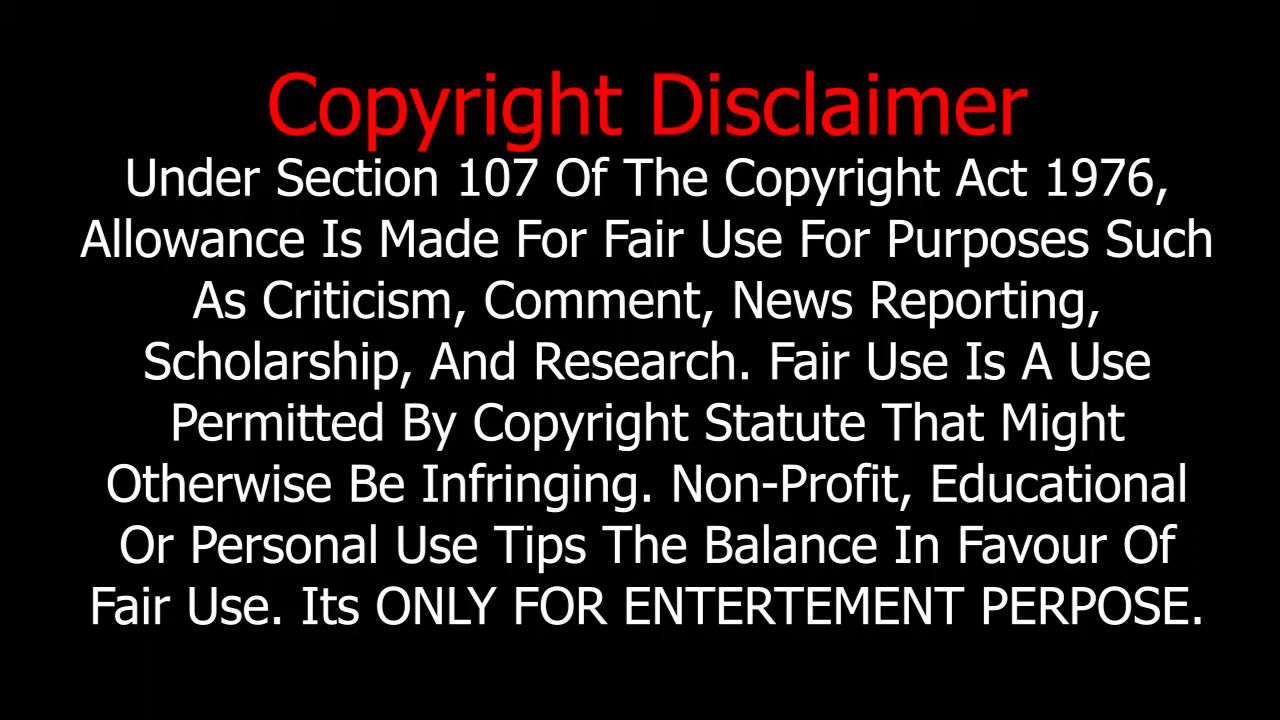 Copyright Disclaimer
Under Section 107 Of The Copyright Act 1976,
Allowance Is Made For Fair Use For Purposes Such
As Criticism, Comment, News Reporting,
Scholarship, And Research. Fair Use Is A Use
Permitted By Copyright Statute That Might
Otherwise Be Infringing. Non-Profit, Educational
Or Personal Use Tips The Balance In Favour Of
Fair Use. Its ONLY FOR ENTERTEMENT PERPOSE.